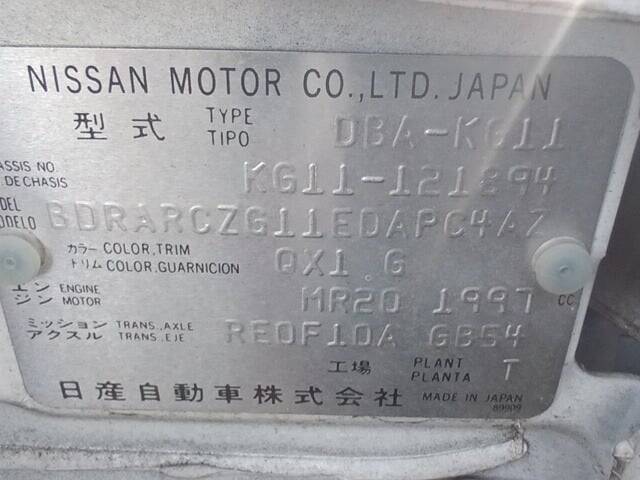 NISSAN MOTOR CO.,LTD. JAPAN
型式 TYPE TIPO DBA-KG11
ASSIS NO. DE CHASIS KG11-121894
DEL MODELO BDRARCZG11EDAPC4AZ
カラー COLOR,TRIM QX1 G
トリム COLOR.GUARNICION
エン ENGINE MR20 1997 CC
ジン MOTOR
ミッション TRANS.,AXLE RE0F10A GB54
アクスル TRANS.,EJE
工場 PLANT PLANTA T
日産自動車株式会社 MADE IN JAPAN
89909